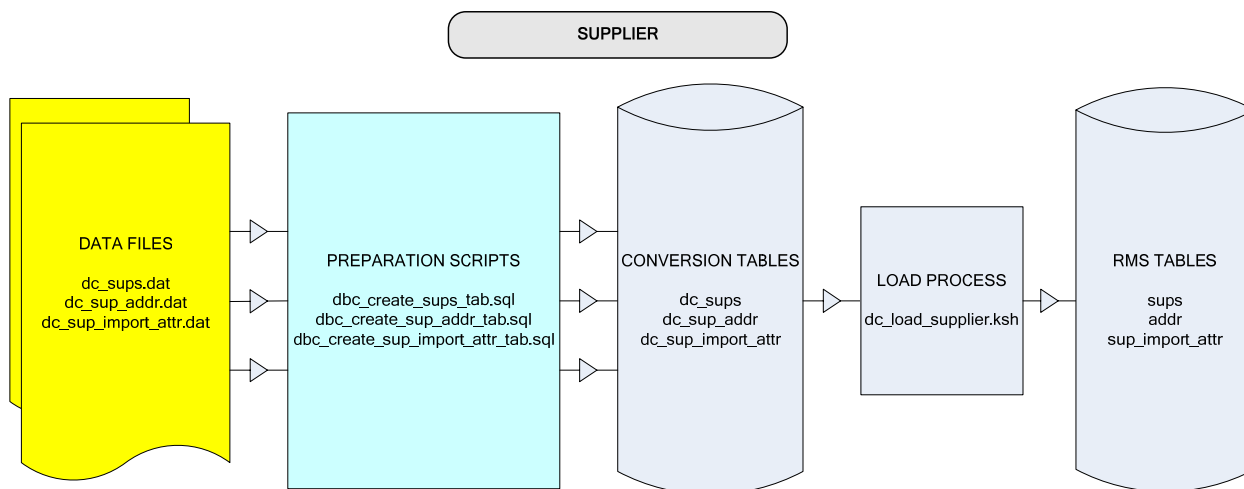 SUPPLIER
DATA FILES
dc_sups.dat
dc_sup_addr.dat
dc_sup_import_attr.dat
PREPARATION SCRIPTS
dbc_create_sups_tab.sql
dbc_create_sup_addr_tab.sql
dbc_create_sup_import_attr_tab.sql
CONVERSION TABLES
dc_sups
dc_sup_addr
dc_sup_import_attr
LOAD PROCESS
dc_load_supplier.ksh
RMS TABLES
sups
addr
sup_import_attr